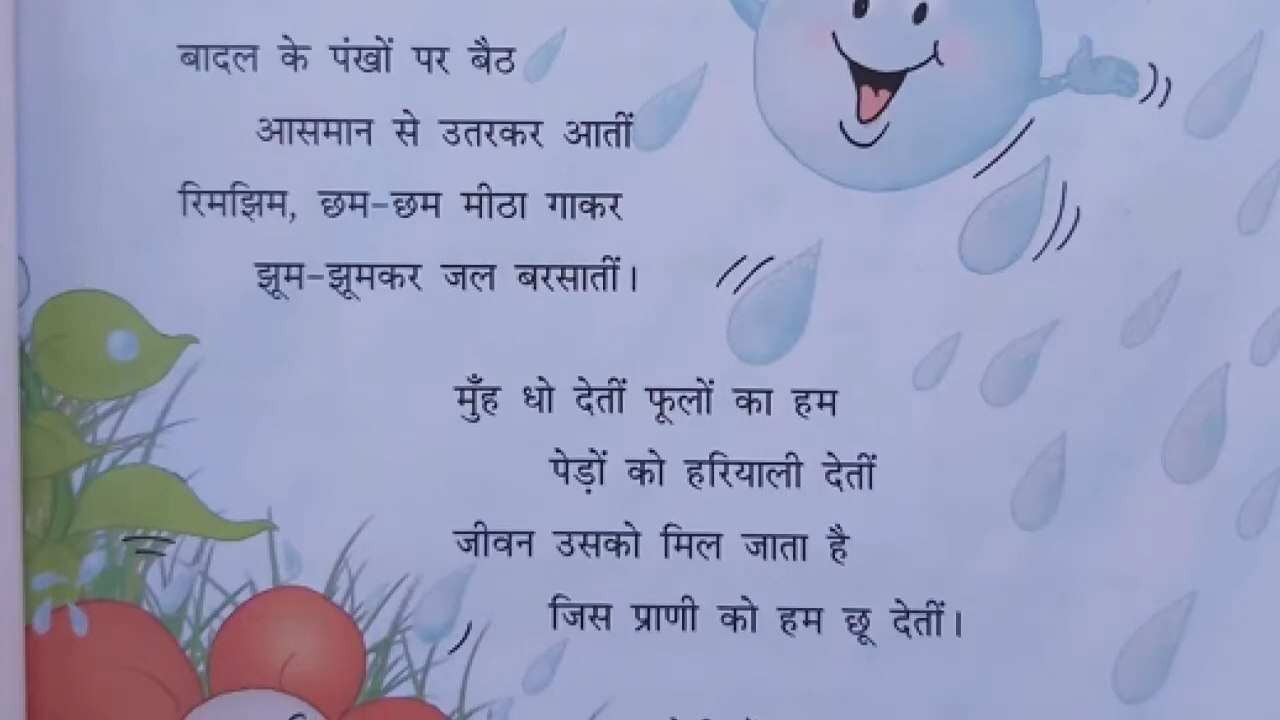 बादल के पंखों पर बैठ
आसमान से उतरकर आतीं
रिमझिम, छम-छम मीठा गाकर
झूम-झूमकर जल बरसातीं।
मुँह धो देतीं फूलों का हम
पेड़ों को हरियाली देतीं
जीवन उसको मिल जाता है
जिस प्राणी को हम छू देतीं।